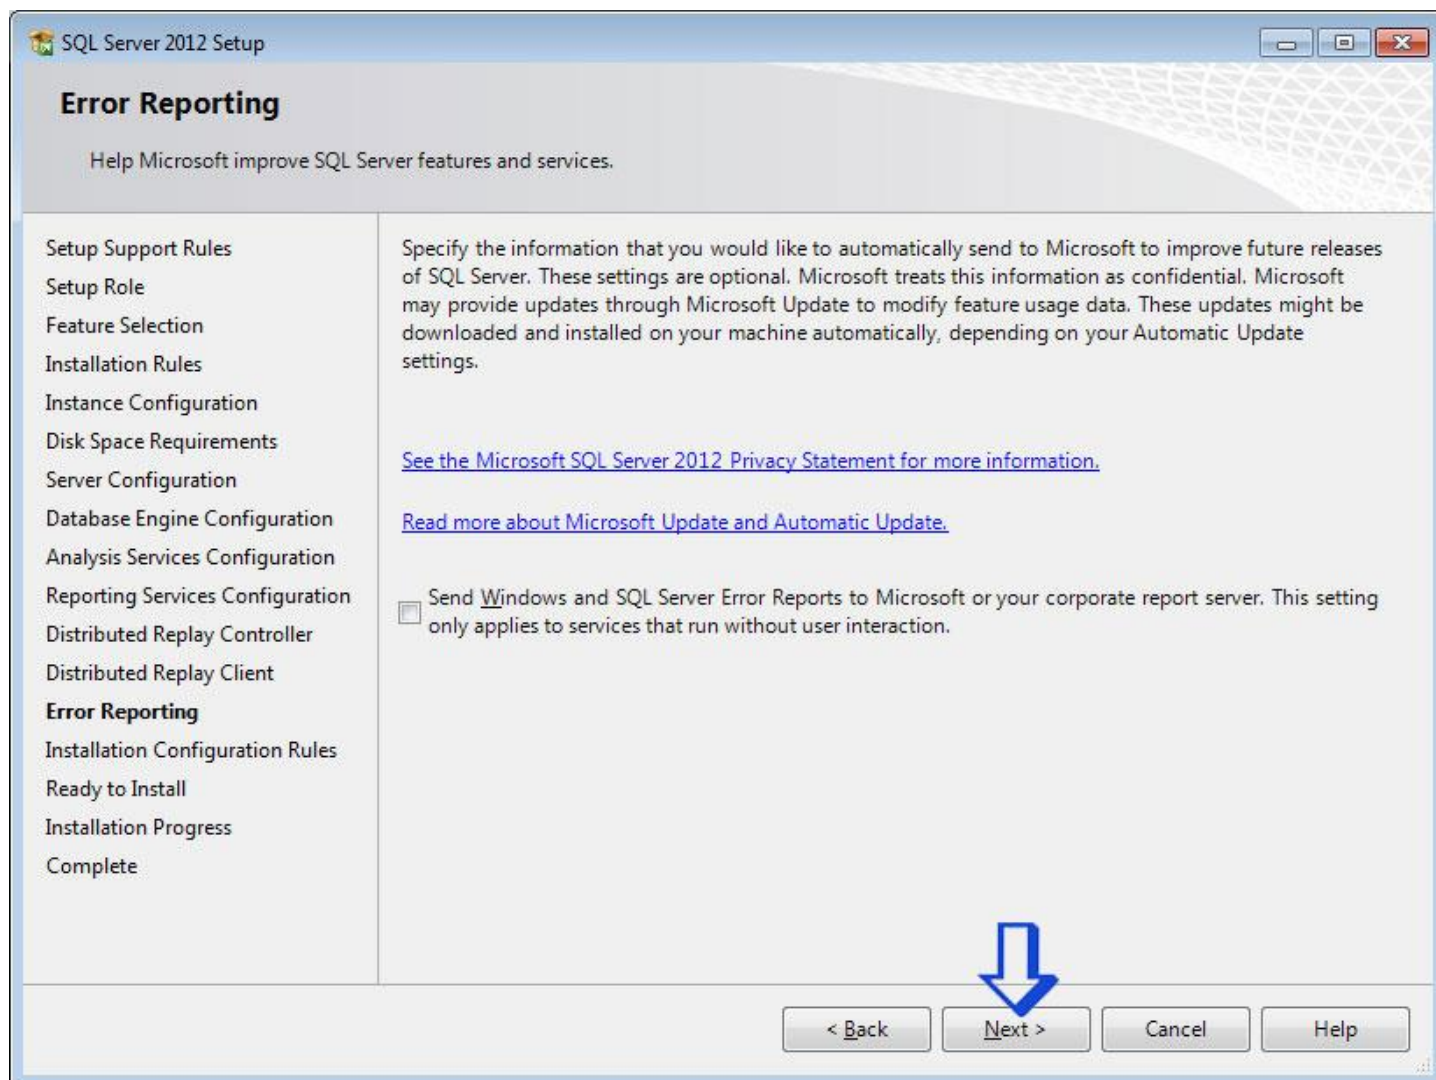 SQL Server 2012 Setup
Error Reporting
Help Microsoft improve SQL Server features and services.
Setup Support Rules
Setup Role
Feature Selection
Installation Rules
Instance Configuration
Disk Space Requirements
Server Configuration
Database Engine Configuration
Analysis Services Configuration
Reporting Services Configuration
Distributed Replay Controller
Distributed Replay Client
Error Reporting
Installation Configuration Rules
Ready to Install
Installation Progress
Complete
Specify the information that you would like to automatically send to Microsoft to improve future releases
of SQL Server. These settings are optional. Microsoft treats this information as confidential. Microsoft
may provide updates through Microsoft Update to modify feature usage data. These updates might be
downloaded and installed on your machine automatically, depending on your Automatic Update
settings.
See the Microsoft SQL Server 2012 Privacy Statement for more information.
Read more about Microsoft Update and Automatic Update.
Send Windows and SQL Server Error Reports to Microsoft or your corporate report server. This setting
only applies to services that run without user interaction.
< Back
Next >
Cancel
Help